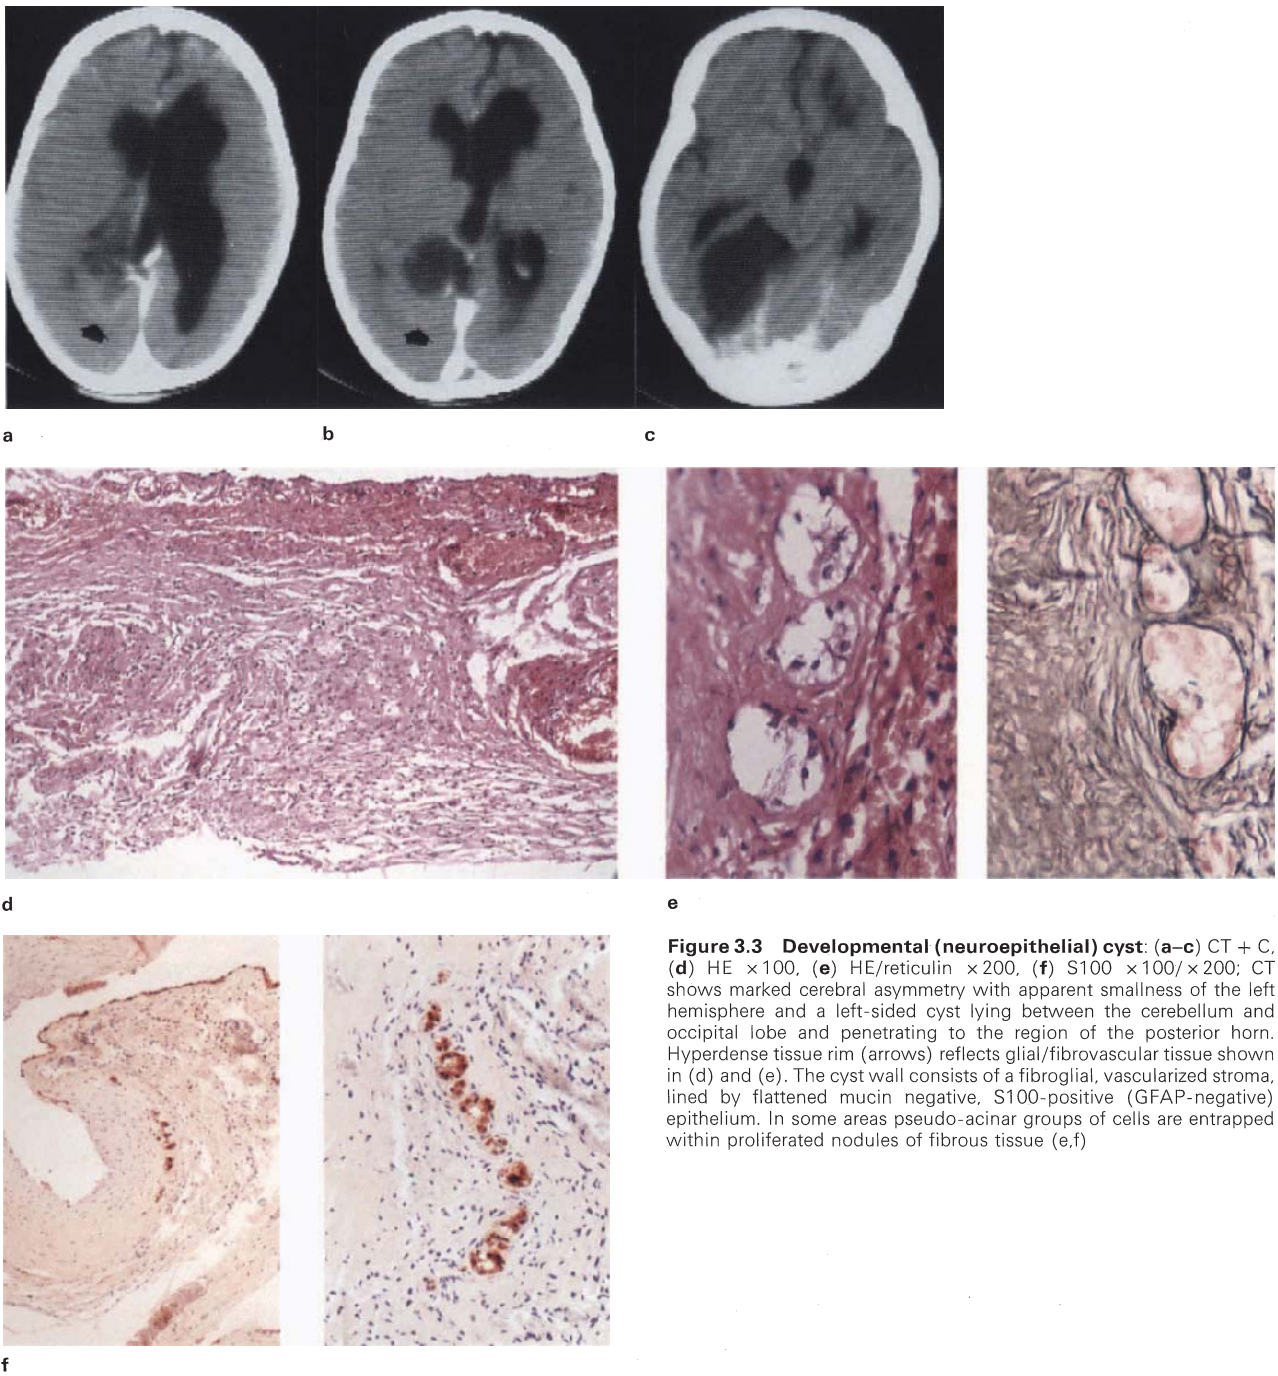 a
b
c
d
e
Figure 3.3 Developmental (neuroepithelial) cyst: (a–c) CT + C,
(d) HE ×100, (e) HE/reticulin ×200, (f) S100 ×100/×200; CT
shows marked cerebral asymmetry with apparent smallness of the left
hemisphere and a left-sided cyst lying between the cerebellum and
occipital lobe and penetrating to the region of the posterior horn.
Hyperdense tissue rim (arrows) reflects glial/fibrovascular tissue shown
in (d) and (e). The cyst wall consists of a fibroglial, vascularized stroma,
lined by flattened mucin negative, S100-positive (GFAP-negative)
epithelium. In some areas pseudo-acinar groups of cells are entrapped
within proliferated nodules of fibrous tissue (e,f)
f